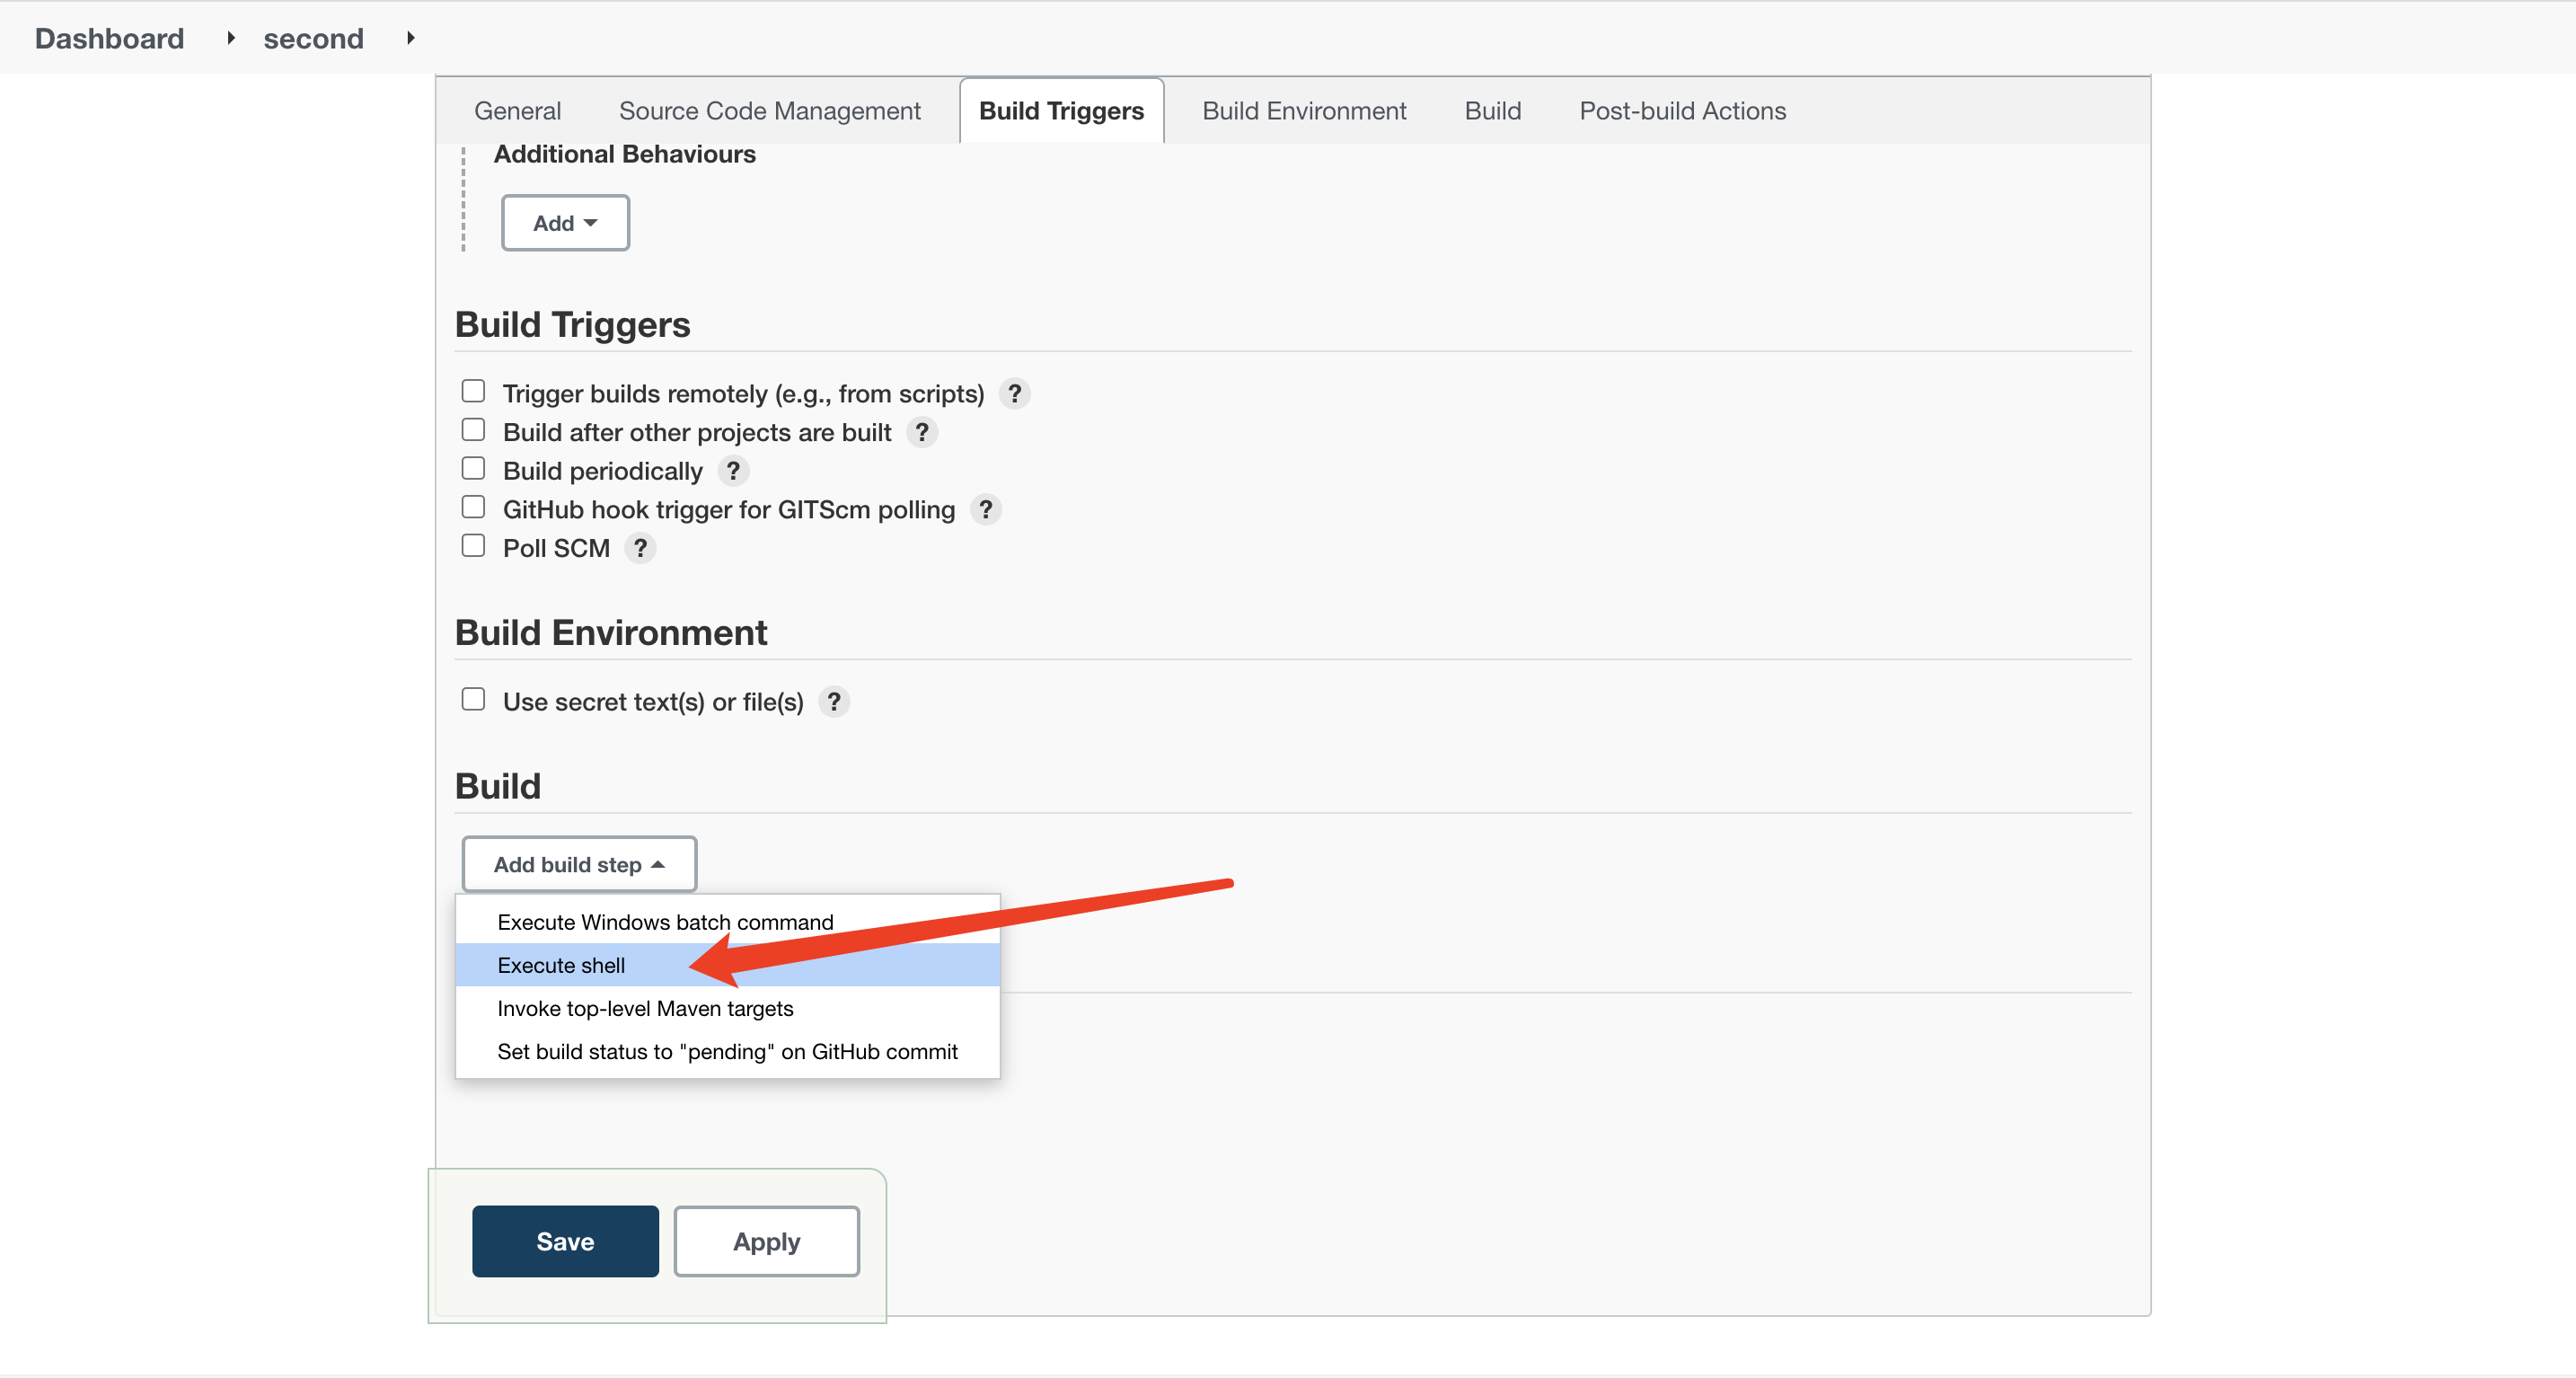 Dashboard second
General Source Code Management Build Triggers Build Environment Build Post-build Actions
Additional Behaviours
Add
Build Triggers
Trigger builds remotely (e.g., from scripts) ?
Build after other projects are built ?
Build periodically ?
GitHub hook trigger for GITScm polling ?
Poll SCM ?
Build Environment
Use secret text(s) or file(s) ?
Build
Add build step
Execute Windows batch command
Execute shell
Invoke top-level Maven targets
Set build status to "pending" on GitHub commit
Save Apply